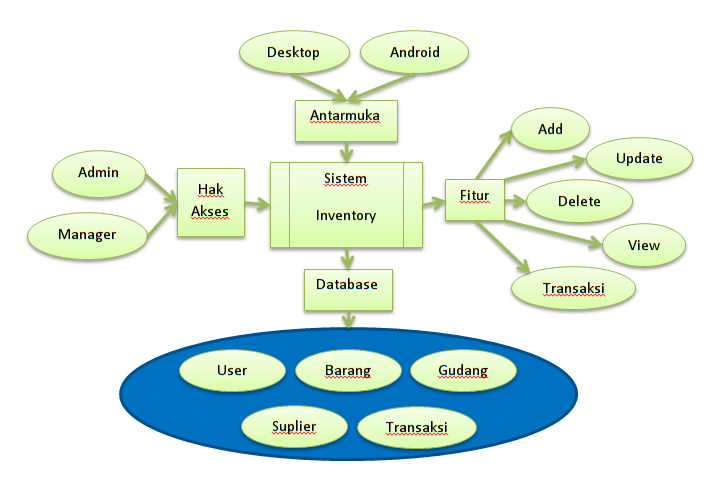 Desktop
Android
Antarmuka
Add
Update
Admin
Hak
Akses
Sistem
Inventory
Fitur
Delete
Manager
View
Database
Transaksi
User
Barang
Gudang
Suplier
Transaksi